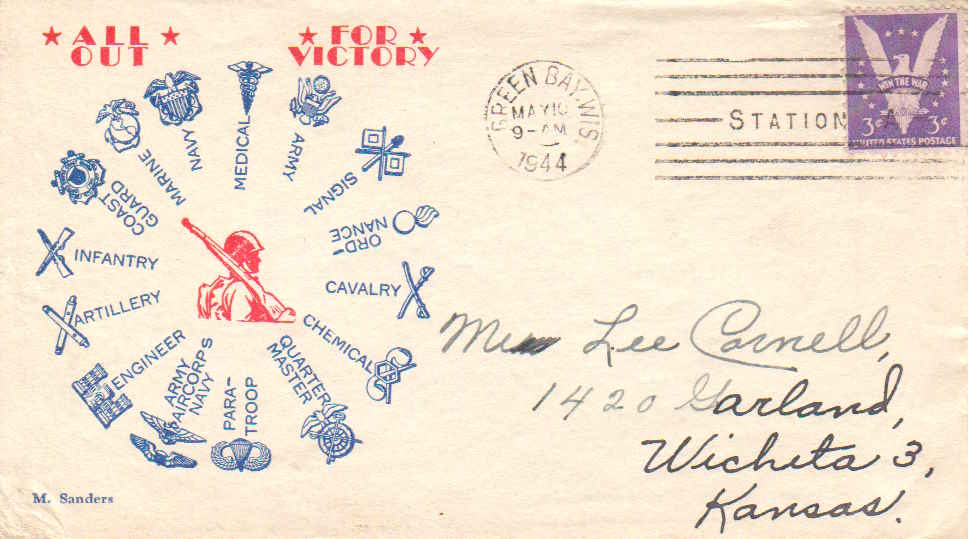 ★ ALL ★
OUT
★ FOR ★
VICTORY
MEDICAL
ARMY
SIGNAL
ORD-
NANCE
CAVALRY
CHEMICAL
QUARTER
MASTER
PARA-
TROOP
ARMY
AIRCORPS
NAVY
ENGINEER
ARTILLERY
INFANTRY
COAST
GUARD
MARINE
NAVY
M. Sanders
GREEN BAY, WIS.
MAY 10
9-AM
1944
STATION A
WIN THE WAR
3¢ 3¢
UNITED STATES POSTAGE
Miss Lee Cornell,
1420 Garland,
Wichita 3,
Kansas.